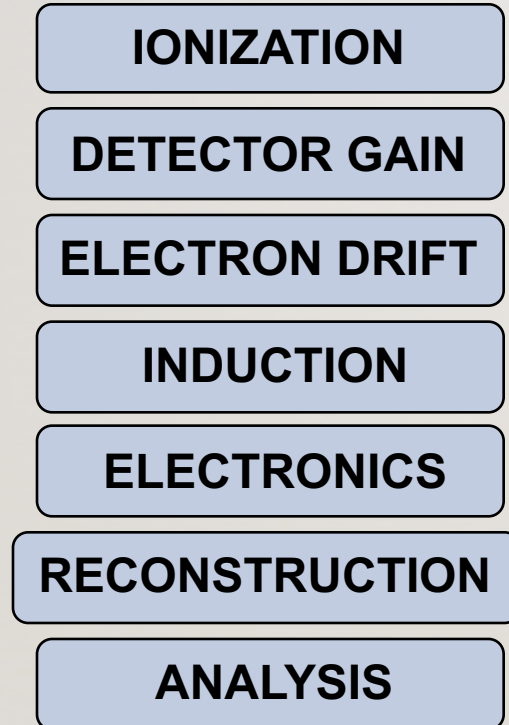 IONIZATION
DETECTOR GAIN
ELECTRON DRIFT
INDUCTION
ELECTRONICS
RECONSTRUCTION
ANALYSIS